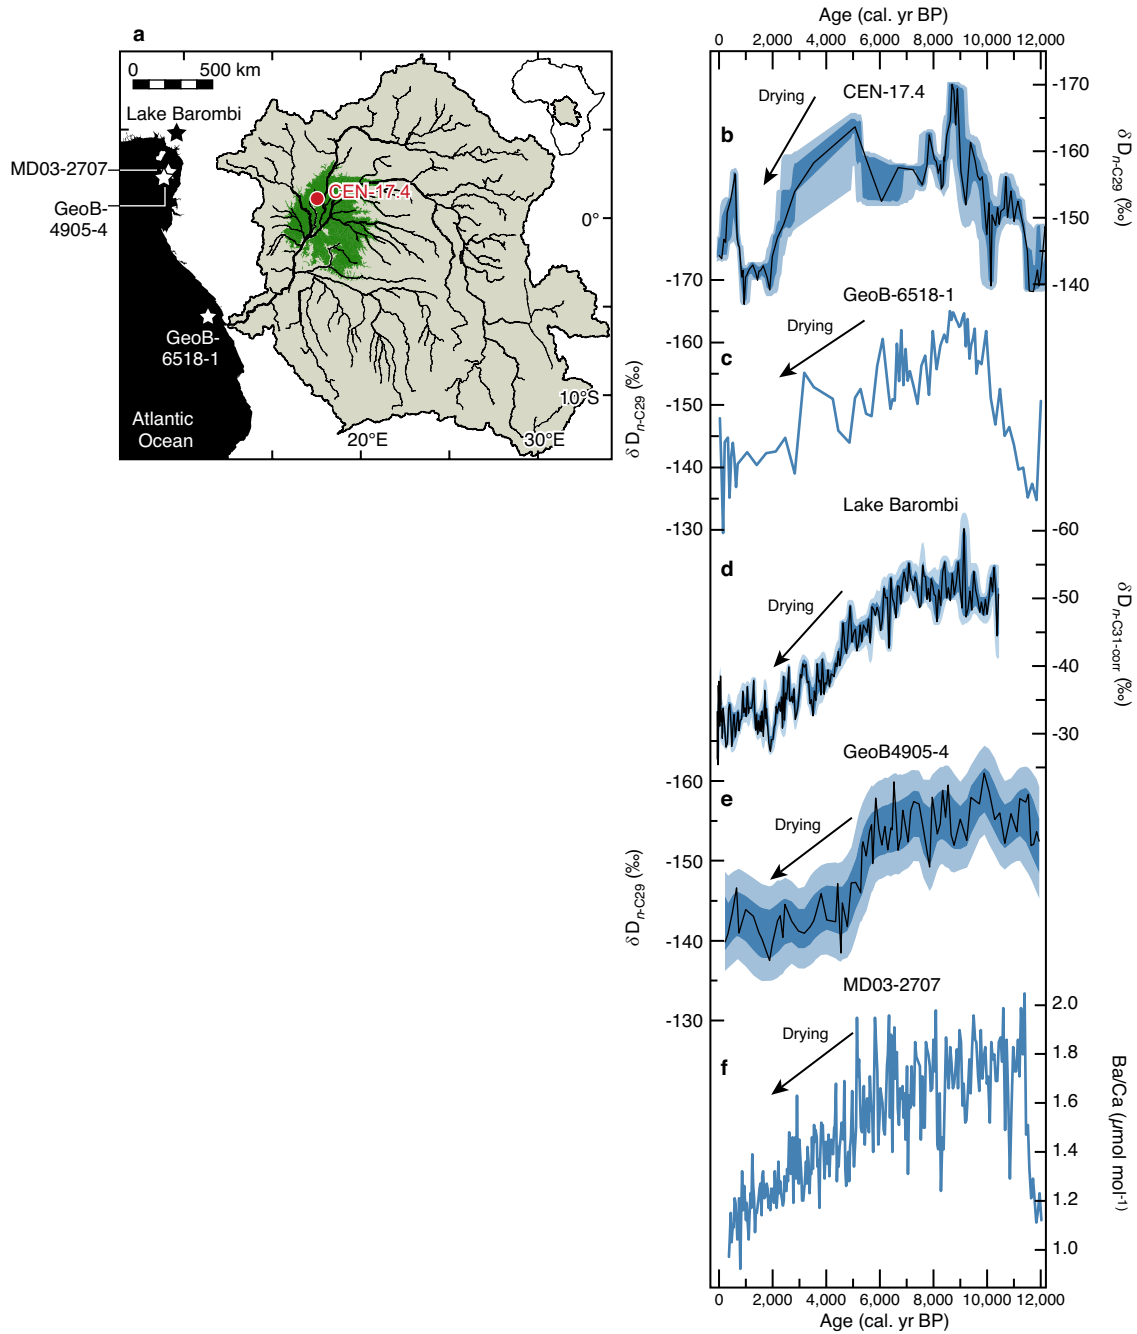 a
0 500 km
Lake Barombi
MD03-2707
GeoB-
4905-4
CEN-17.4
0°
GeoB-
6518-1
Atlantic
Ocean
10°S
20°E
30°E
Age (cal. yr BP)
0 2,000 4,000 6,000 8,000 10,000 12,000
b
Drying
CEN-17.4
-170
-160
-150
-140
δDn-C29 (‰)
c
Drying
GeoB-6518-1
-170
-160
-150
-140
-130
δDn-C29 (‰)
d
Drying
Lake Barombi
-60
-50
-40
-30
δDn-C31-corr (‰)
e
Drying
GeoB4905-4
-160
-150
-140
-130
δDn-C29 (‰)
f
Drying
MD03-2707
2.0
1.8
1.6
1.4
1.2
1.0
Ba/Ca (µmol mol-1)
0 2,000 4,000 6,000 8,000 10,000 12,000
Age (cal. yr BP)